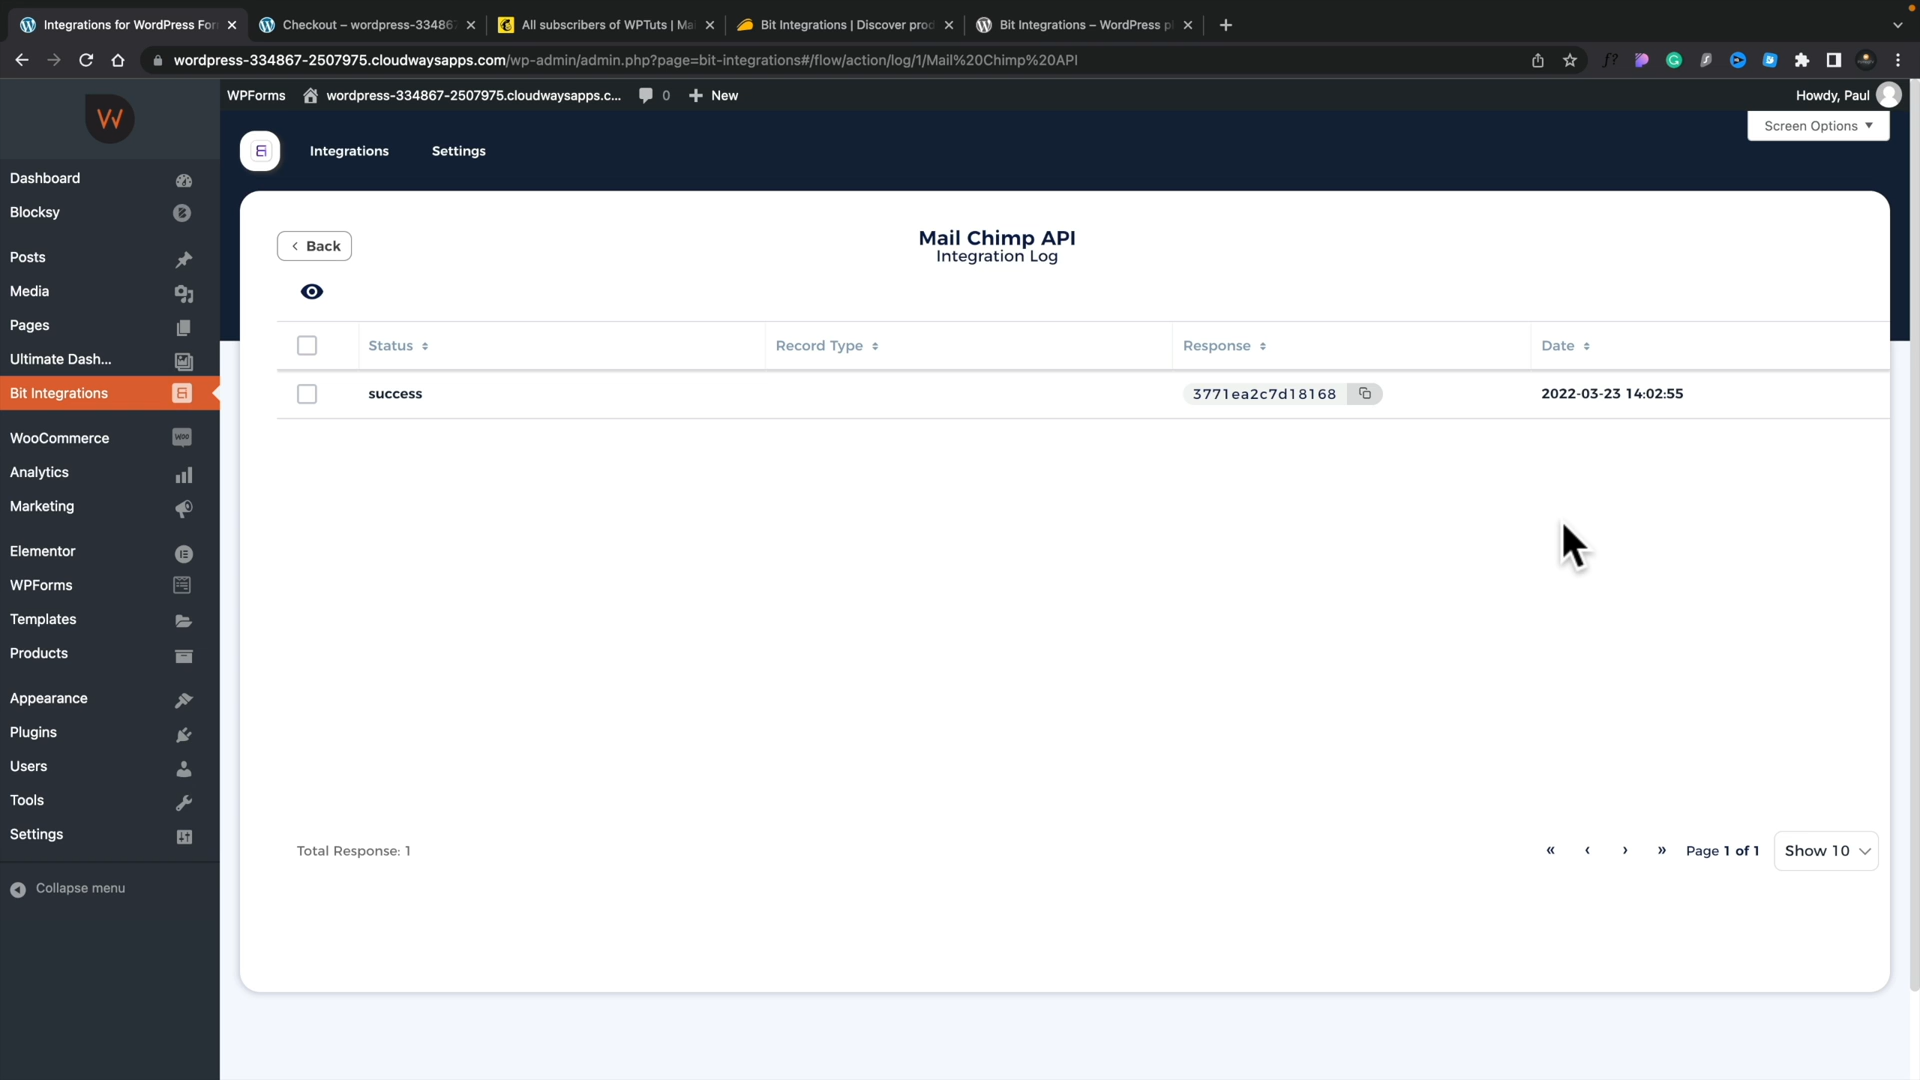 Integrations for WordPress For
Checkout – wordpress-33486
All subscribers of WPTuts | Ma
Bit Integrations | Discover prod
Bit Integrations – WordPress p
wordpress-334867-2507975.cloudwaysapps.com/wp-admin/admin.php?page=bit-integrations#/flow/action/log/1/Mail%20Chimp%20API
WPForms
wordpress-334867-2507975.cloudwaysapps.c...
0
New
Howdy, Paul
Screen Options
Integrations
Settings
Dashboard
Blocksy
Posts
Media
Pages
Ultimate Dash...
Bit Integrations
WooCommerce
Analytics
Marketing
Elementor
WPForms
Templates
Products
Appearance
Plugins
Users
Tools
Settings
Collapse menu
Back
Mail Chimp API
Integration Log
Status
Record Type
Response
Date
success
3771ea2c7d18168
2022-03-23 14:02:55
Total Response: 1
« ‹ › »
Page 1 of 1
Show 10